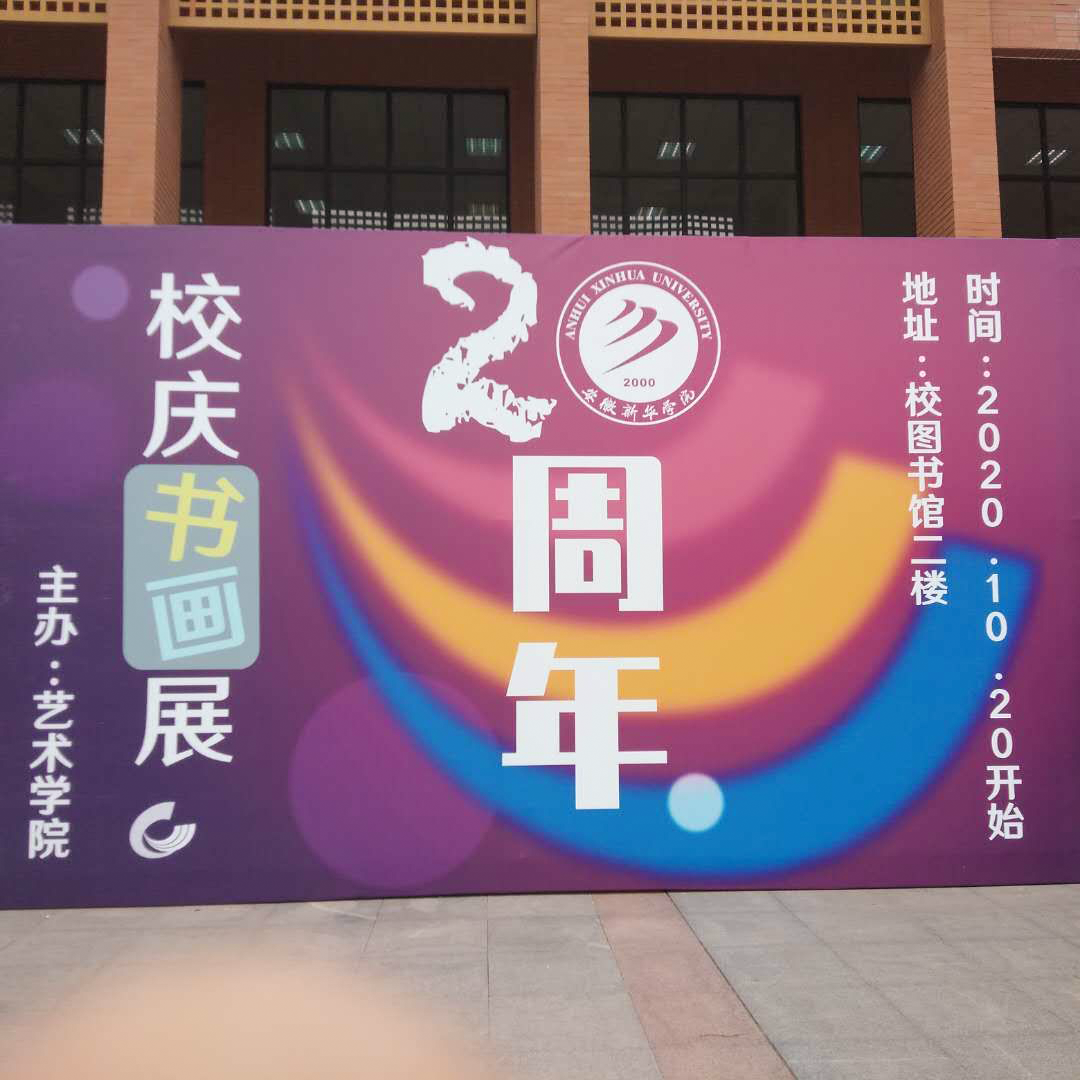 校庆书画展
主办：艺术学院
2
ANHUI XINHUA UNIVERSITY
2000
安徽新华学院
周年
时间：2020.10.20开始
地址：校图书馆二楼